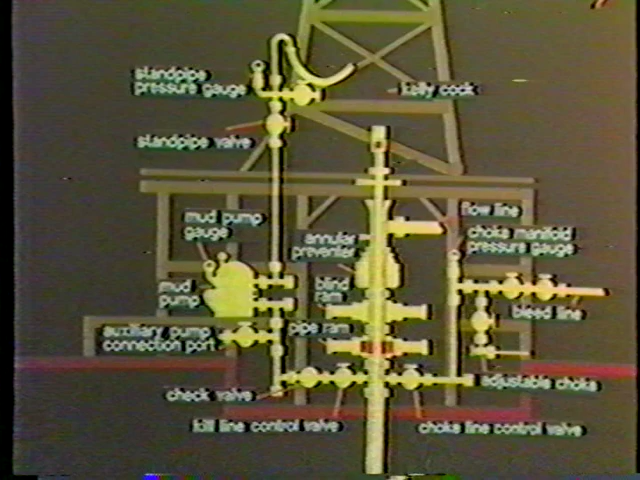 standpipe
pressure gauge
kelly cock
standpipe valve
mud pump
gauge
flow line
choke manifold
pressure gauge
annular
preventer
mud
pump
blind
ram
bleed line
auxiliary pump
connection port
pipe ram
check valve
adjustable choke
kill line control valve
choke line control valve